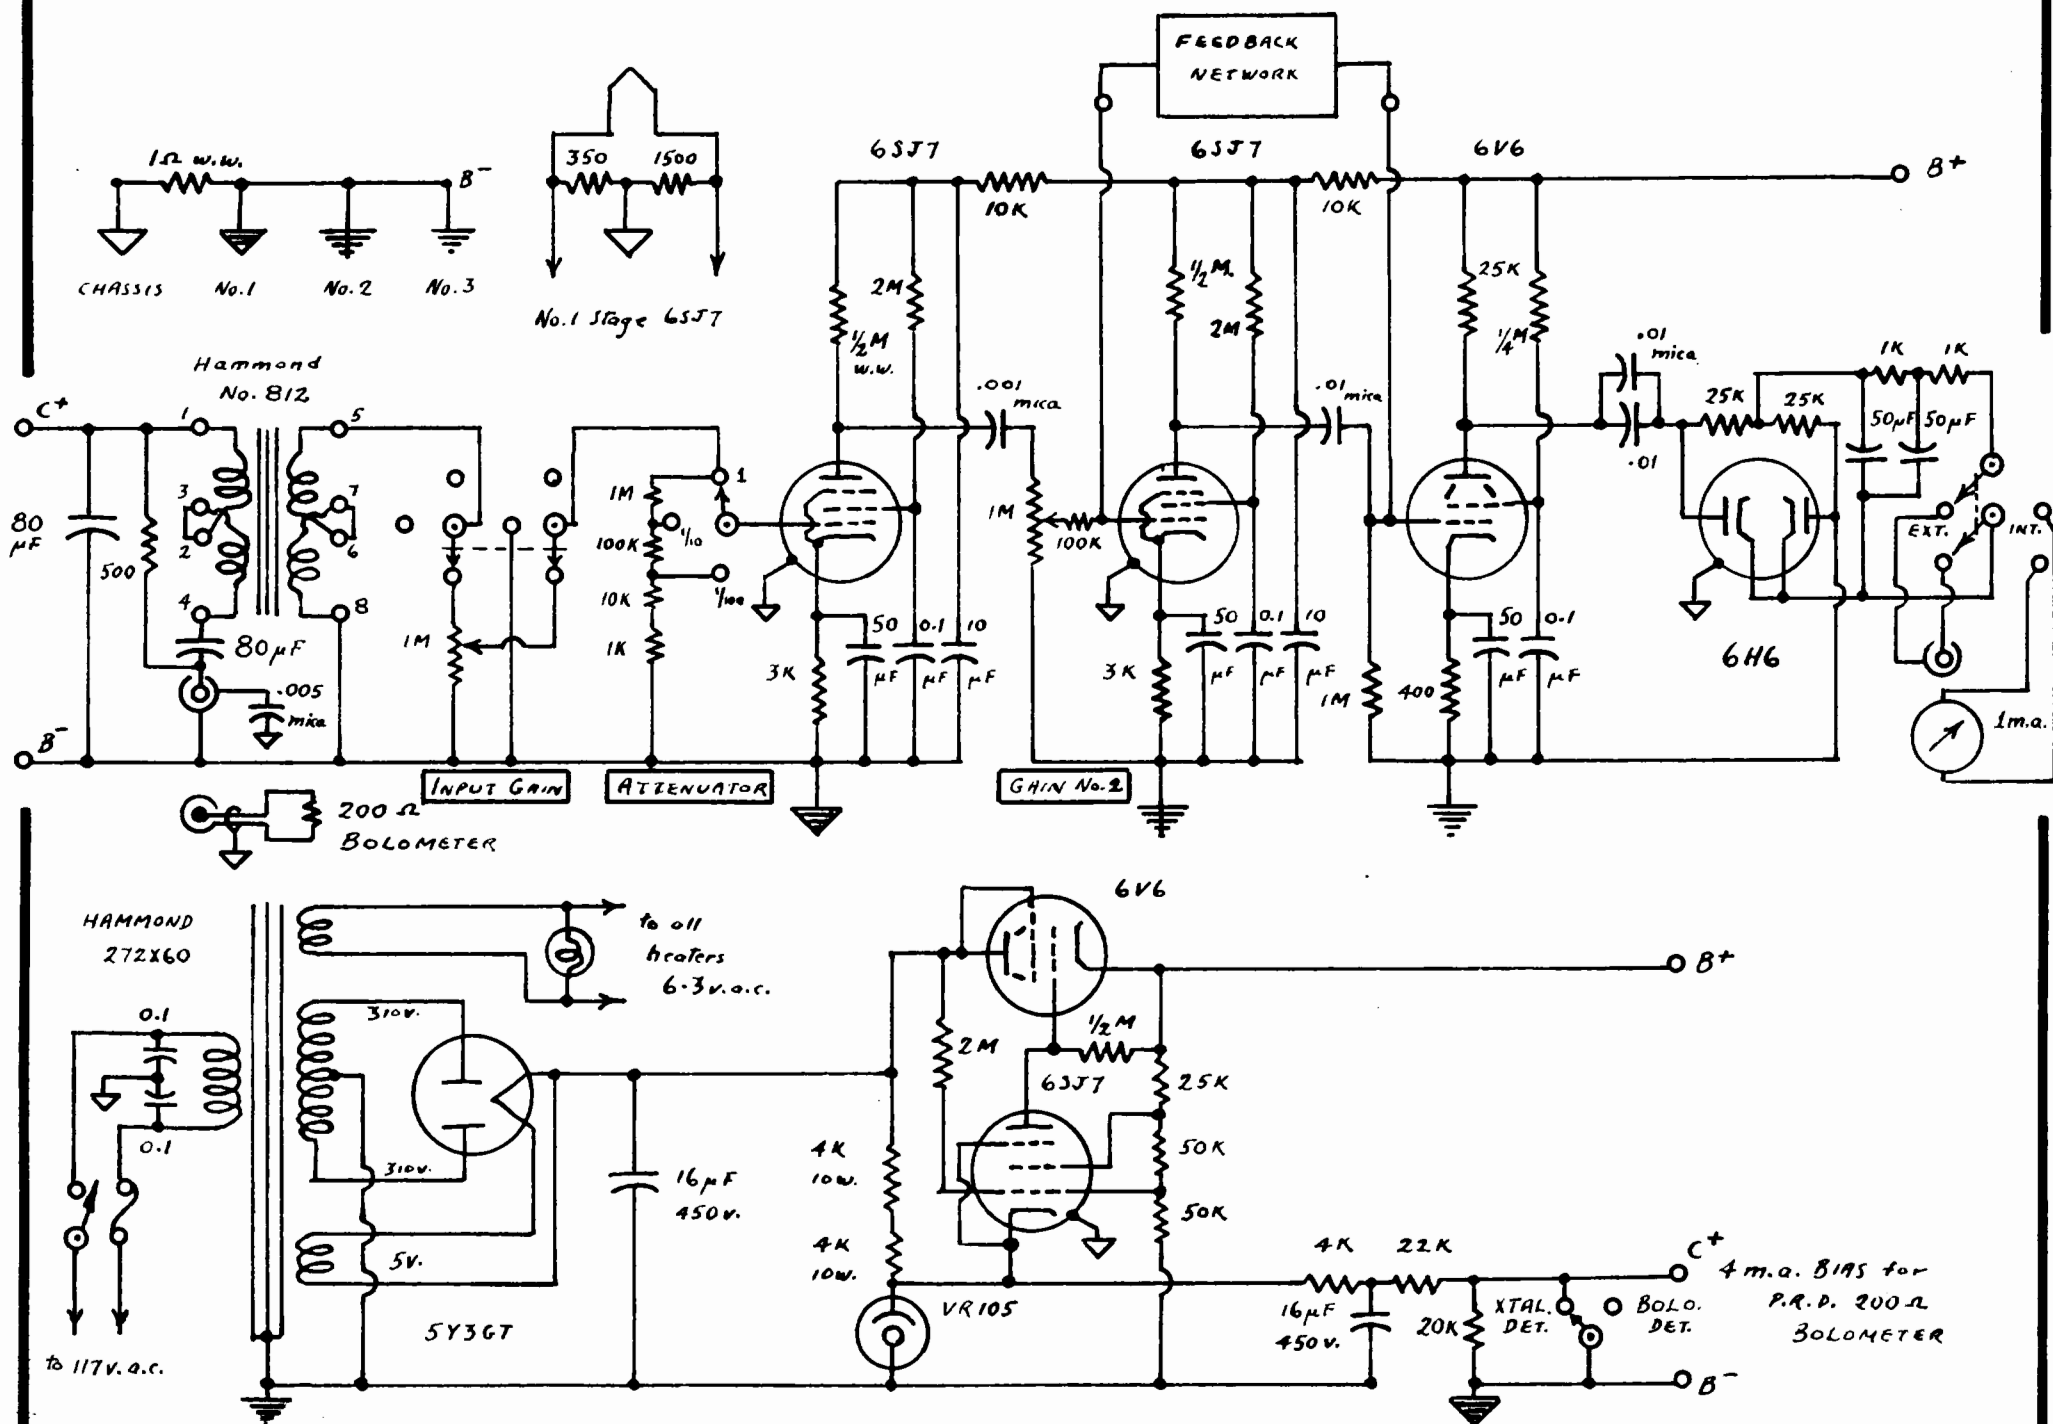 FEEDBACK
NETWORK
6SJ7
6SJ7
6V6
1Ω w.w.
B⁻
350
1500
B⁺
10K
10K
CHASSIS
No.1
No.2
No.3
No.1 Stage 6SJ7
2M
½M
w.w.
½M
2M
25K
¼M
.01
mica
1K
1K
Hammond
No. 812
C⁺
1
5
.001
mica
.01
mica
25K
25K
50µF
50µF
.01
3
2
7
6
80
µF
500
1M
1
1/10
100K
1/100
10K
1K
1M
100K
EXT.
INT.
4
8
80µF
1M
.005
mica
3K
50
µF
0.1
µF
10
µF
3K
50
µF
0.1
µF
10
µF
1M
400
50
µF
0.1
µF
6H6
1m.a.
B⁻
INPUT GAIN
ATTENUATOR
GAIN No.2
200 Ω
BOLOMETER
HAMMOND
272X60
to all
heaters
6.3v.a.c.
6V6
B⁺
0.1
0.1
310v.
310v.
5v.
5Y3GT
to 117v.a.c.
16µF
450v.
2M
½M
6SJ7
25K
50K
50K
4K
10w.
4K
10w.
VR105
4K
22K
16µF
450v.
20K
XTAL.
DET.
BOLO.
DET.
C⁺
4 m.a. BIAS for
P.R.D. 200Ω
BOLOMETER
B⁻